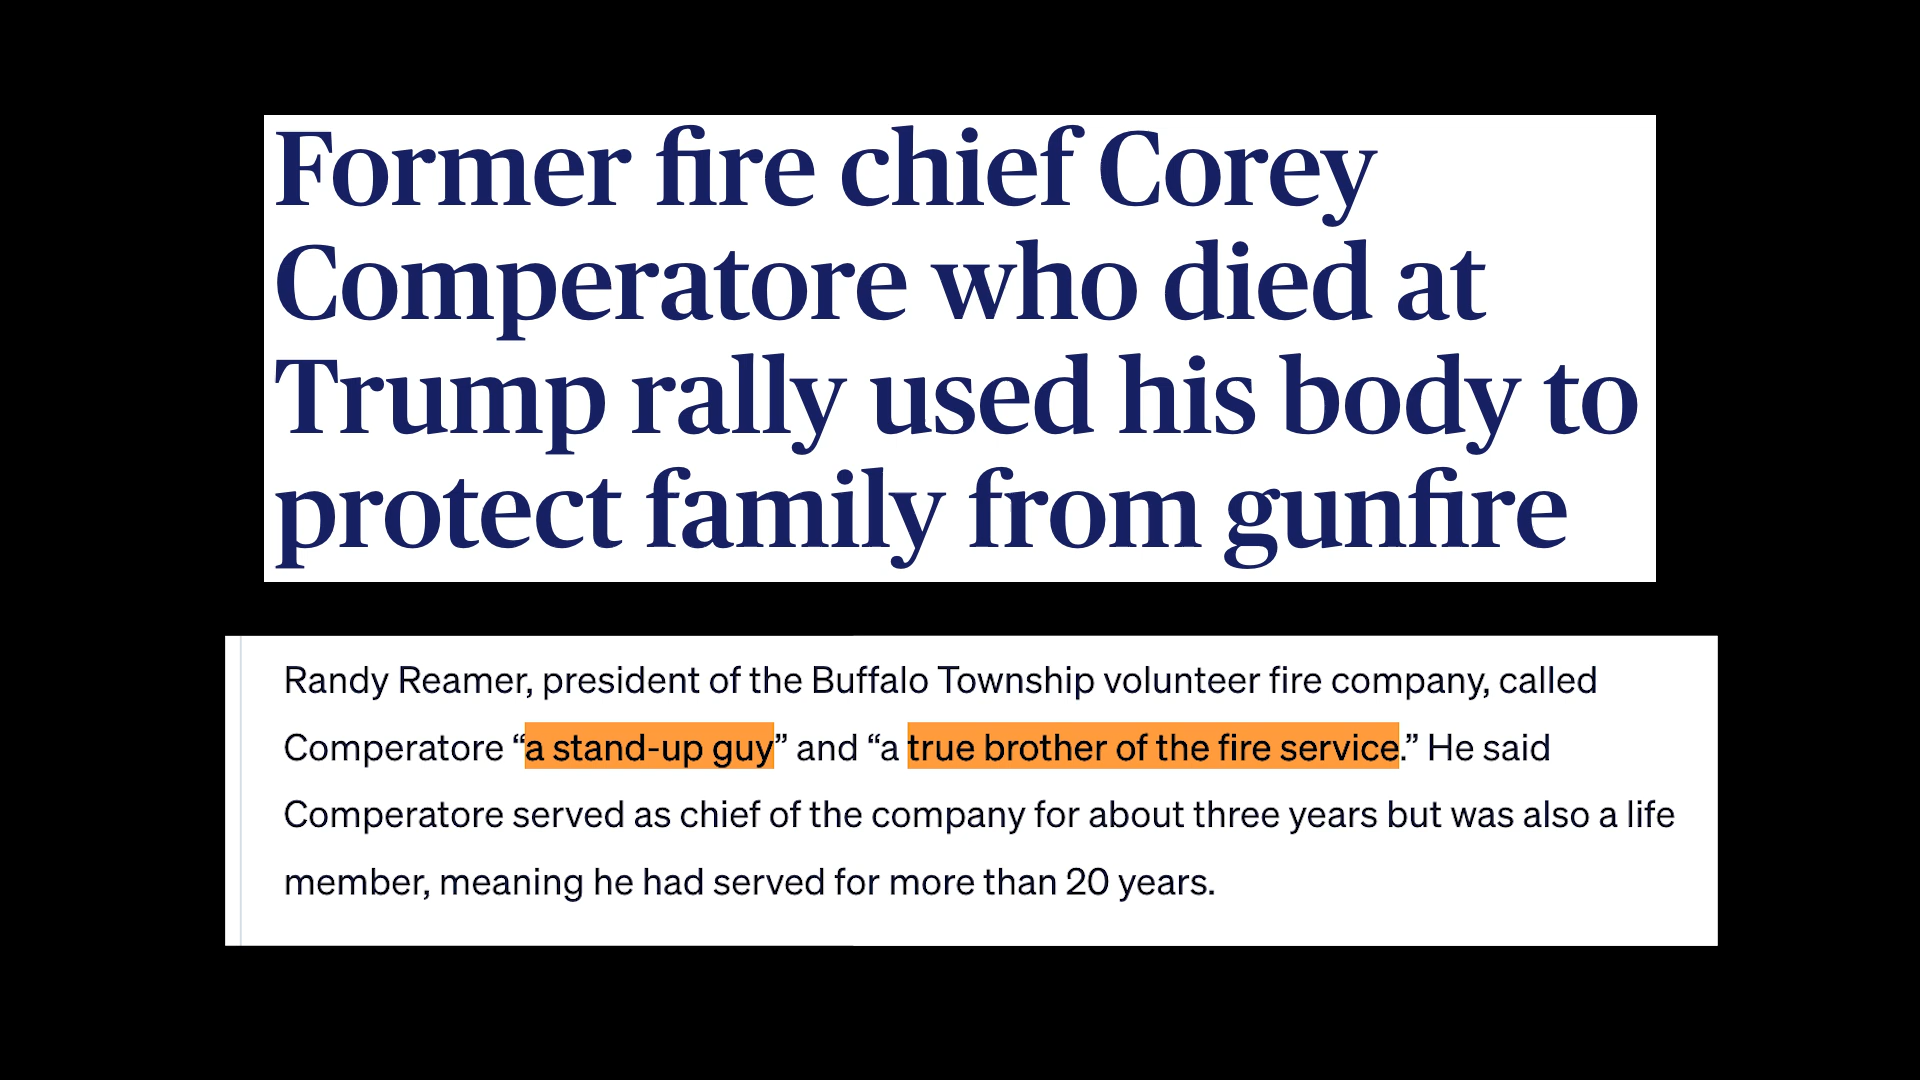 Former fire chief Corey
Comperatore who died at
Trump rally used his body to
protect family from gunfire
Randy Reamer, president of the Buffalo Township volunteer fire company, called
Comperatore “a stand-up guy” and “a true brother of the fire service.” He said
Comperatore served as chief of the company for about three years but was also a life
member, meaning he had served for more than 20 years.